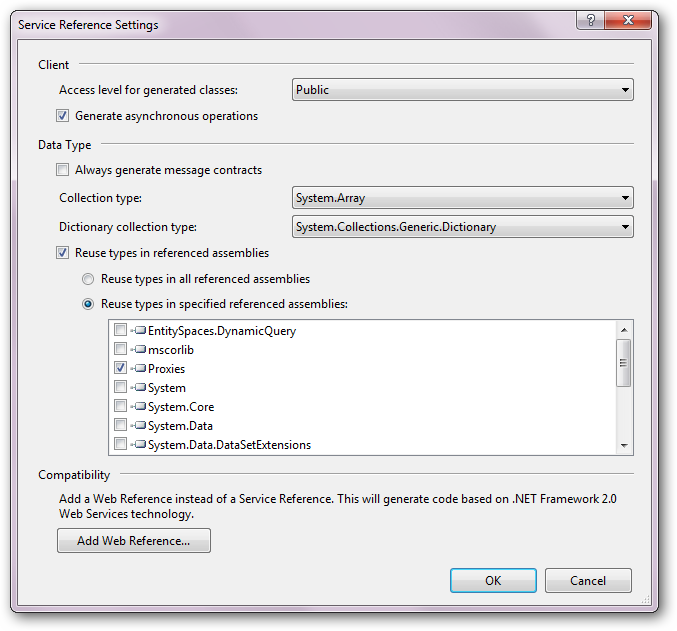 Service Reference Settings
Client
Access level for generated classes: Public
Generate asynchronous operations
Data Type
Always generate message contracts
Collection type: System.Array
Dictionary collection type: System.Collections.Generic.Dictionary
Reuse types in referenced assemblies
Reuse types in all referenced assemblies
Reuse types in specified referenced assemblies:
EntitySpaces.DynamicQuery
mscorlib
Proxies
System
System.Core
System.Data
System.Data.DataSetExtensions
Compatibility
Add a Web Reference instead of a Service Reference. This will generate code based on .NET Framework 2.0
Web Services technology.
Add Web Reference...
OK Cancel